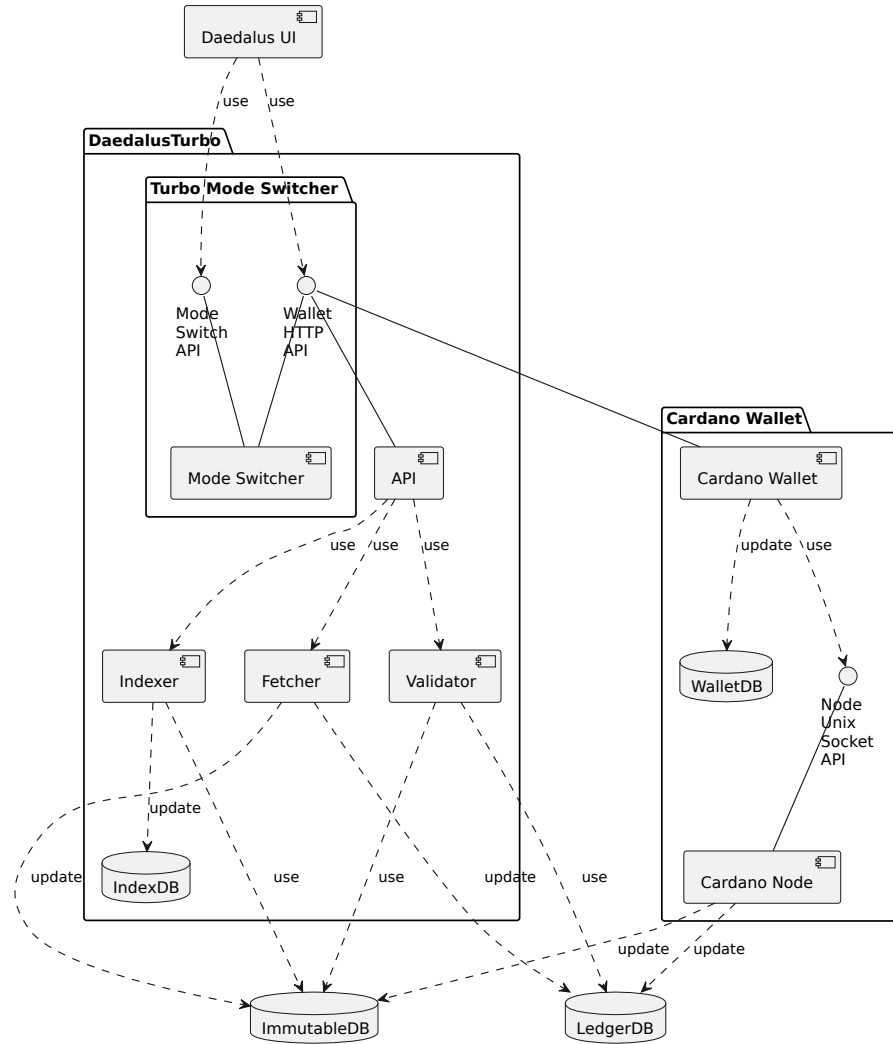 Daedalus UI
use
use
DaedalusTurbo
Turbo Mode Switcher
Mode
Switch
API
Wallet
HTTP
API
Cardano Wallet
Mode Switcher
API
Cardano Wallet
use
use
use
update
use
Indexer
Fetcher
Validator
WalletDB
Node
Unix
Socket
API
update
IndexDB
Cardano Node
update
use
use
update
use
update
update
ImmutableDB
LedgerDB